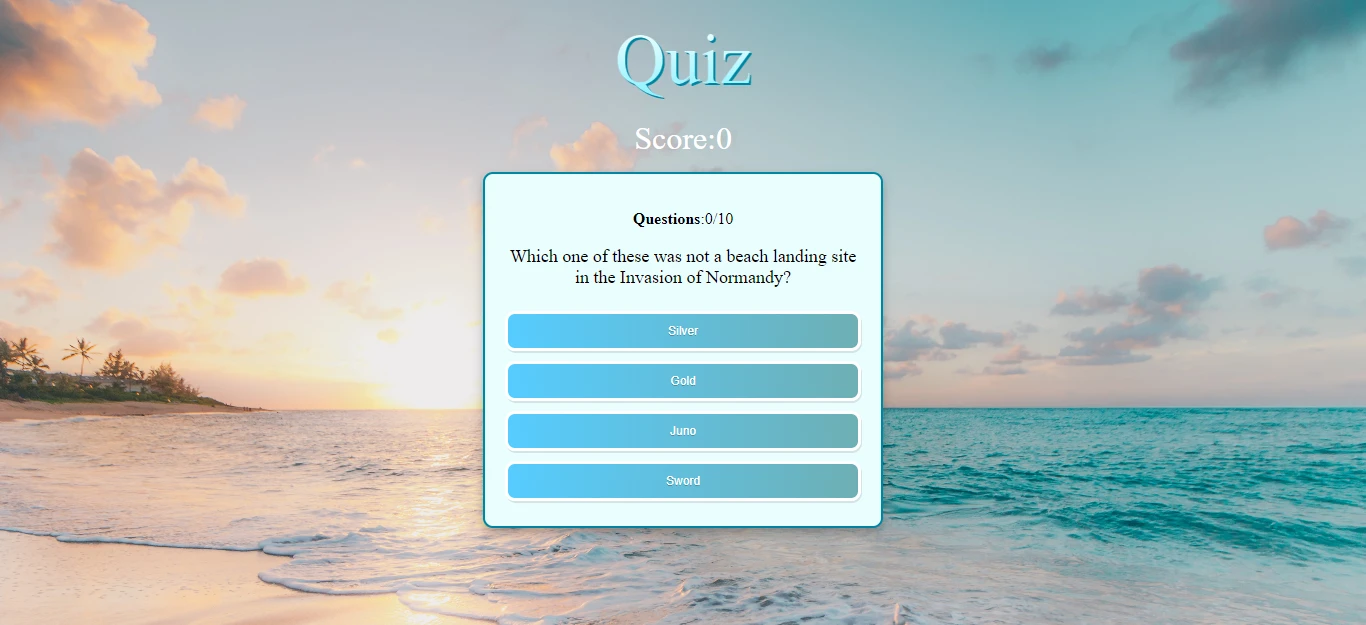 Quiz
Score:0
Questions:0/10
Which one of these was not a beach landing site
in the Invasion of Normandy?
Silver
Gold
Juno
Sword